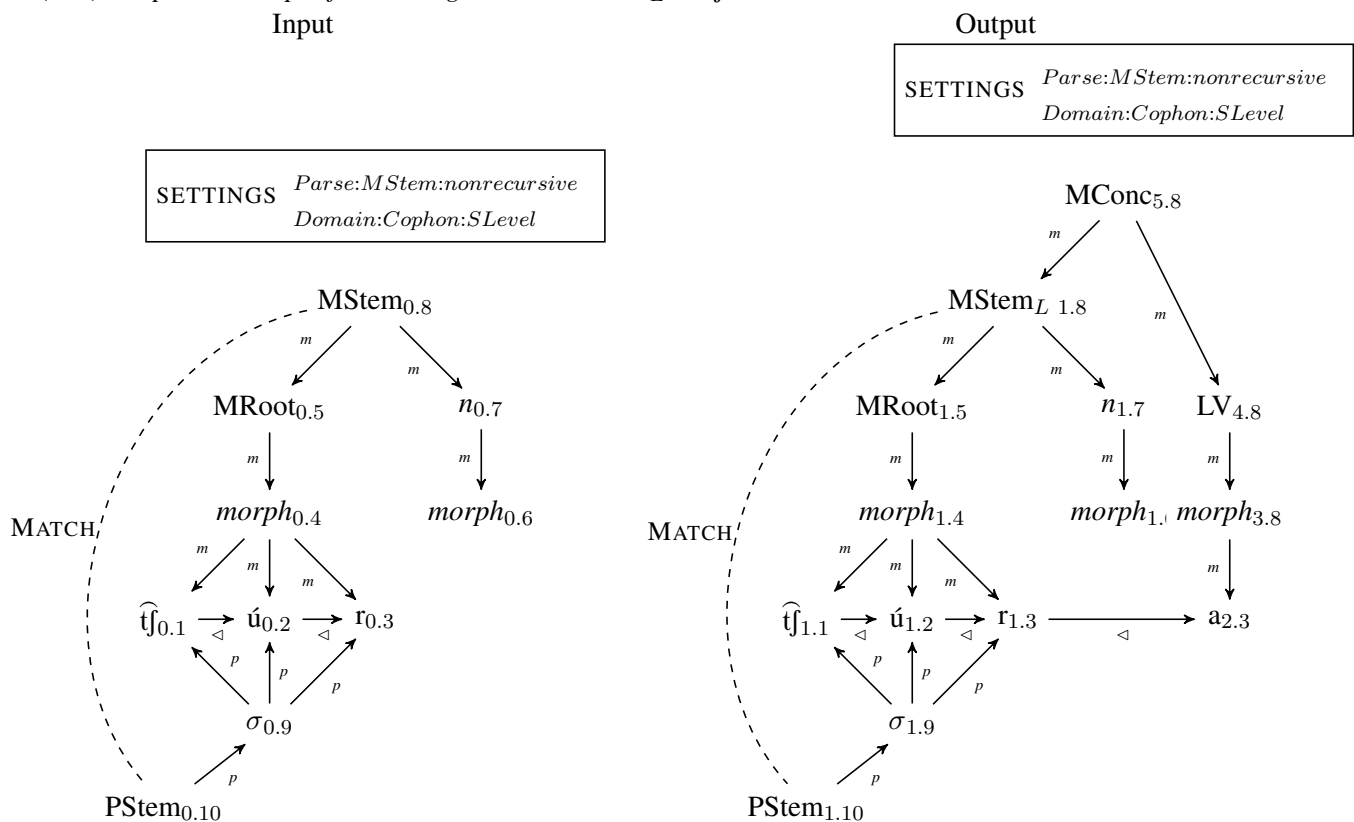 Input
Output
SETTINGS Parse:MStem:nonrecursive
Domain:Cophon:SLevel
SETTINGS Parse:MStem:nonrecursive
Domain:Cophon:SLevel
MStem0.8
m m
MRoot0.5 n0.7
m m
morph0.4 morph0.6
MATCH
m m m
t͡ʃ0.1 ◃ ú0.2 ◃ r0.3
p p p
σ0.9
p
PStem0.10
MConc5.8
m m
MStemL 1.8
m m
MRoot1.5 n1.7 LV4.8
m m m
morph1.4 morph1. morph3.8
MATCH
m m m m
t͡ʃ1.1 ◃ ú1.2 ◃ r1.3 ◃ a2.3
p p p
σ1.9
p
PStem1.10